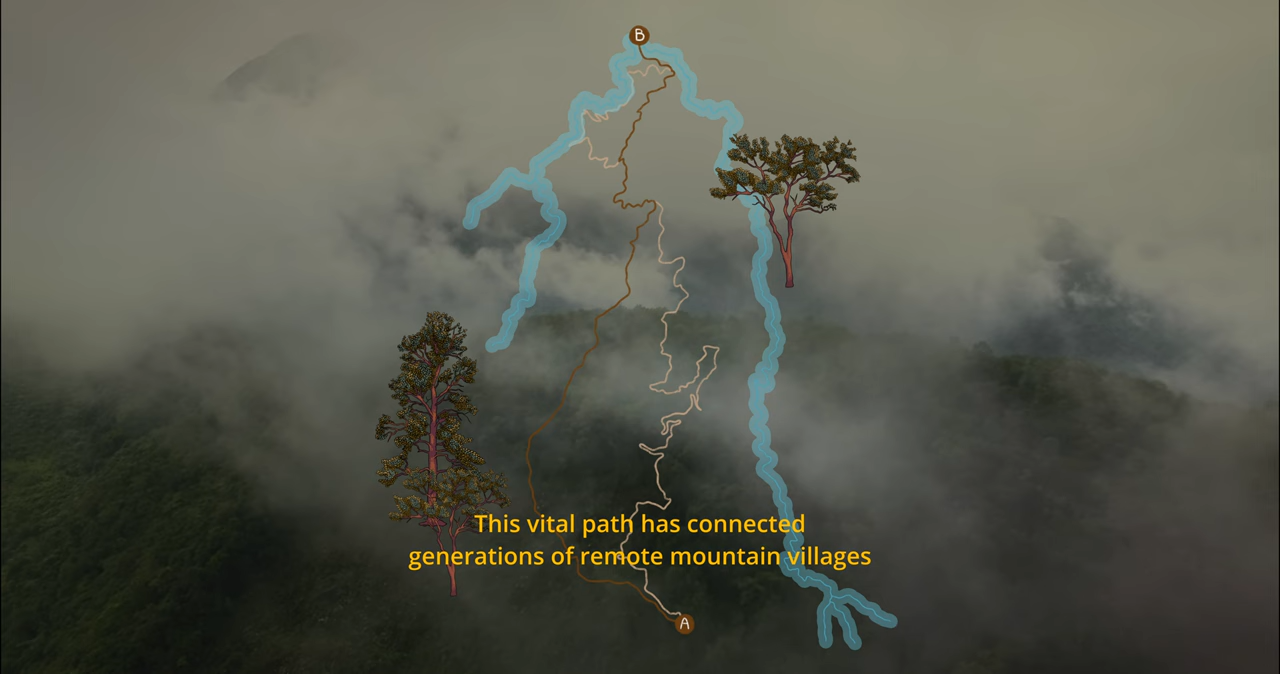 B
This vital path has connected
generations of remote mountain villages
A